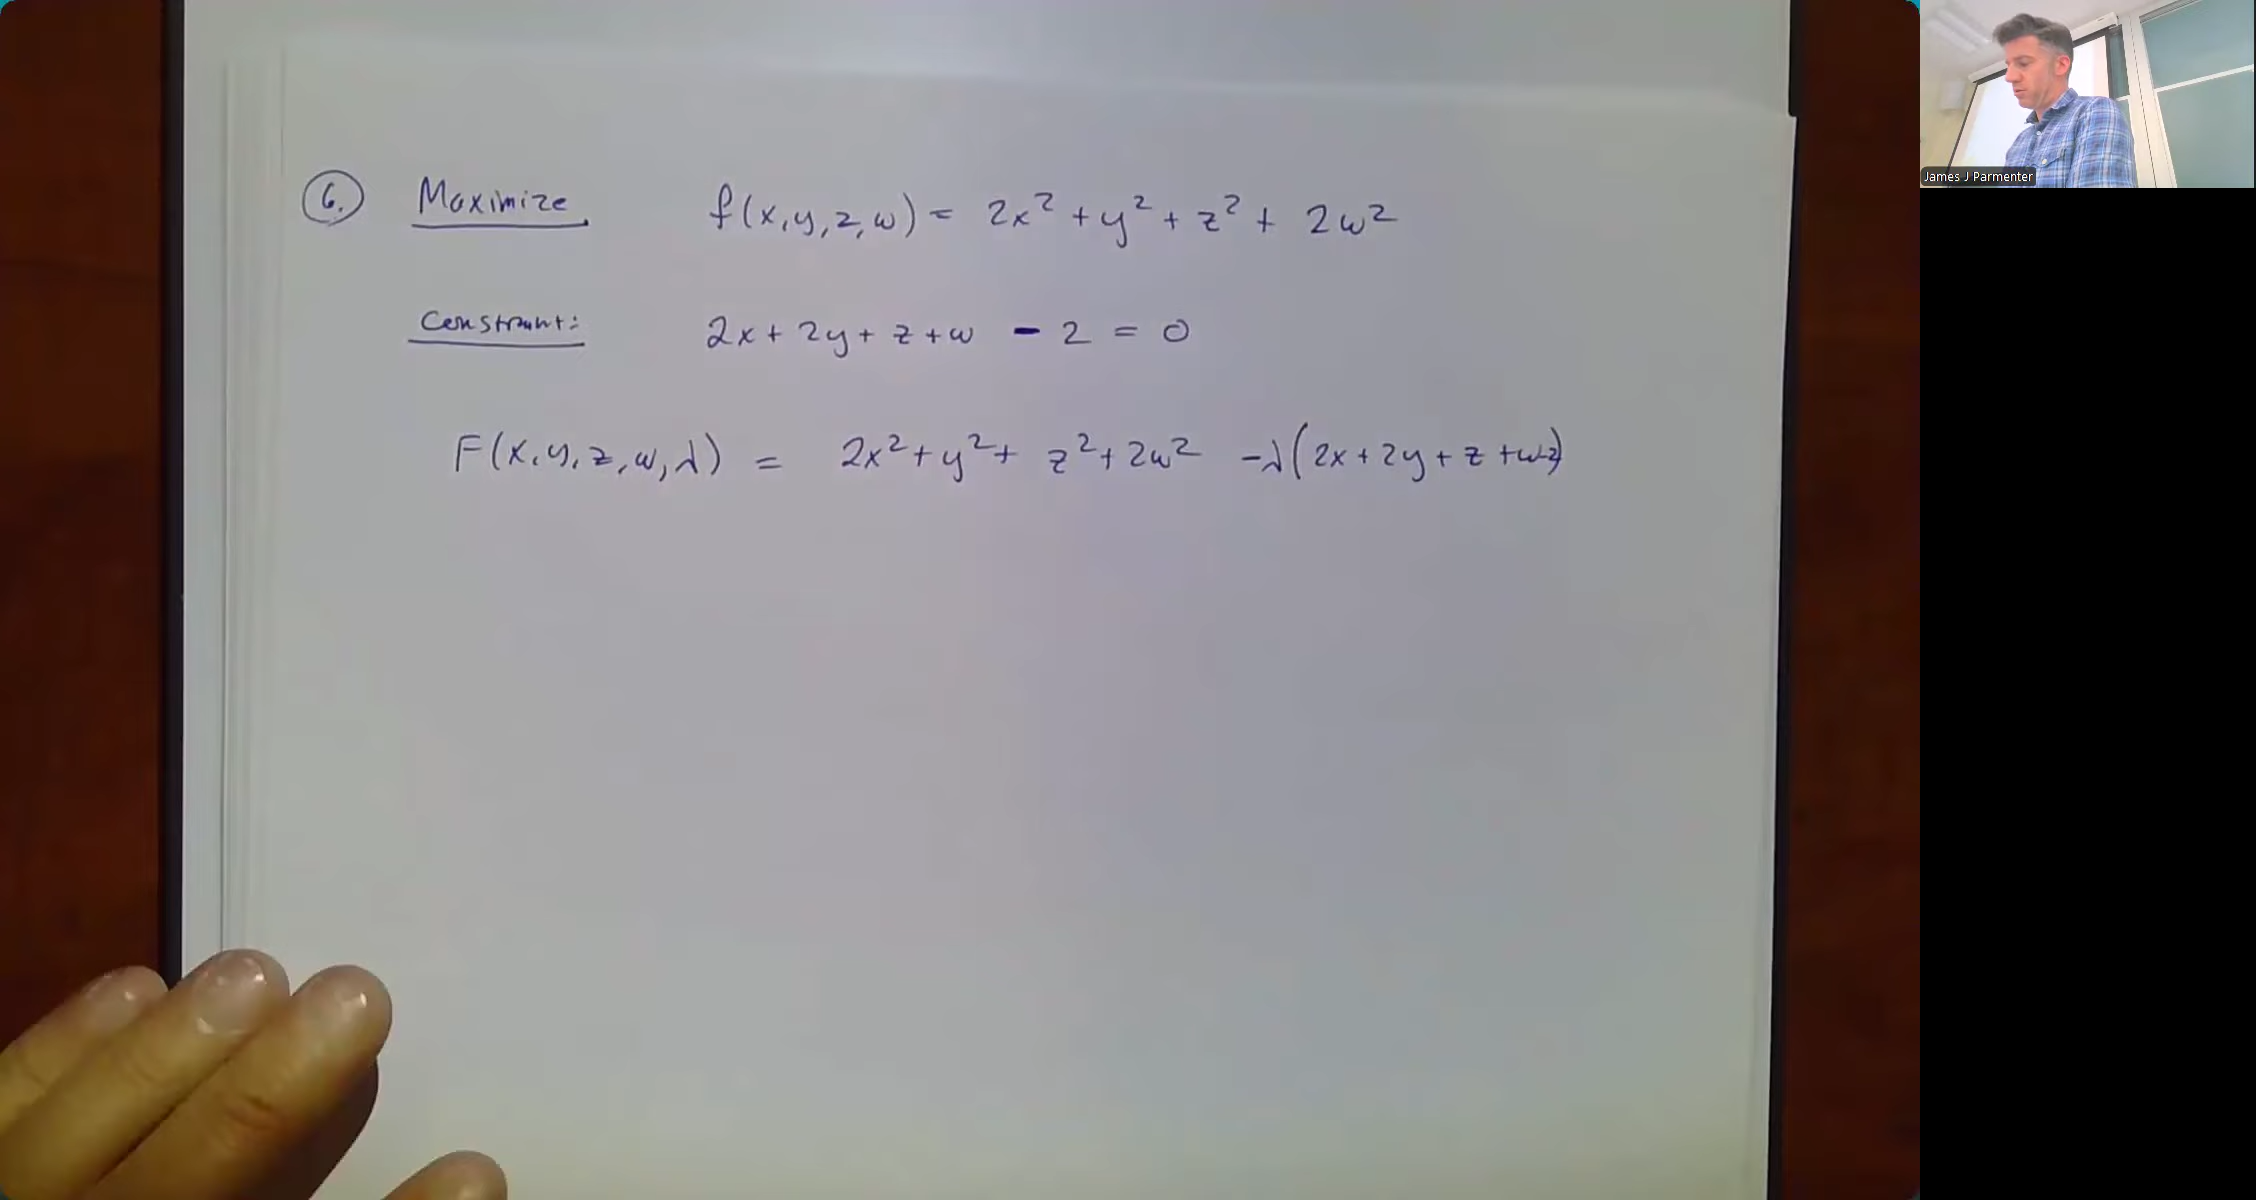 6. Maximize f(x,y,z,w) = 2x² + y² + z² + 2w²
Constraint: 2x + 2y + z + w - 2 = 0
F(x,y,z,w,λ) = 2x² + y² + z² + 2w² -λ(2x + 2y + z + w-2)
James J Parmenter